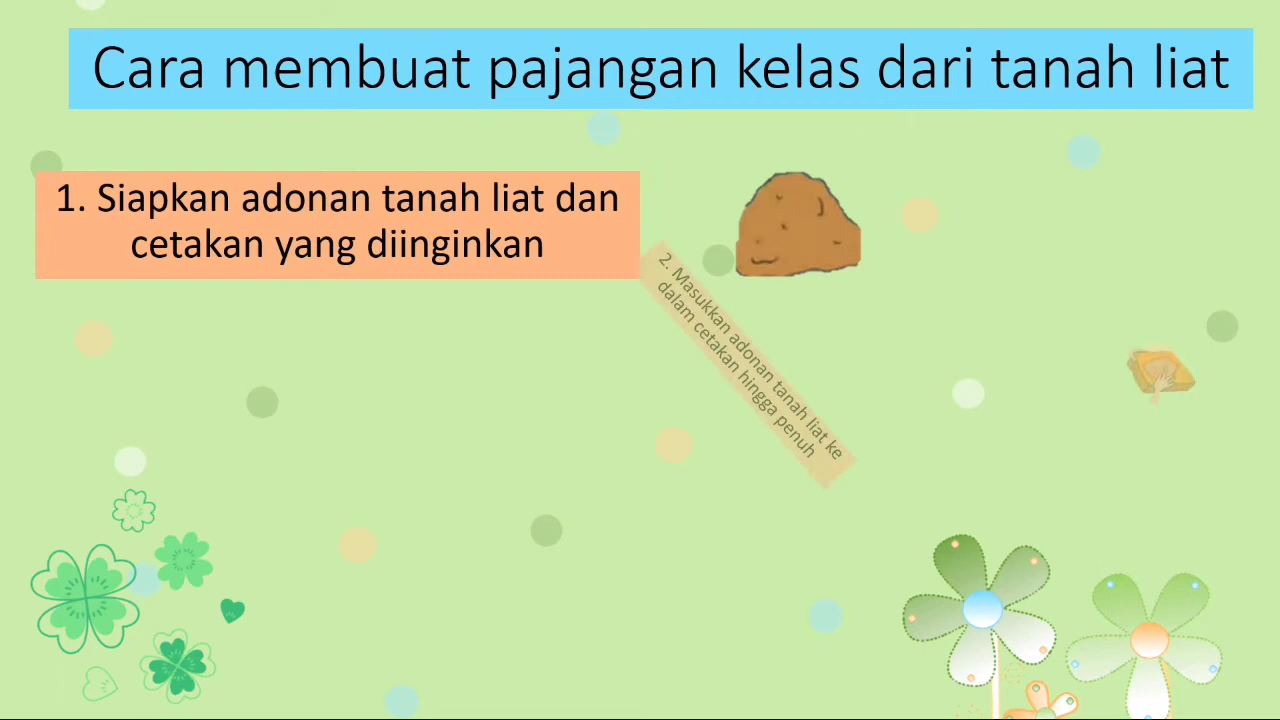 Cara membuat pajangan kelas dari tanah liat
1. Siapkan adonan tanah liat dan
cetakan yang diinginkan
2. Masukkan adonan tanah liat ke
dalam cetakan hingga penuh